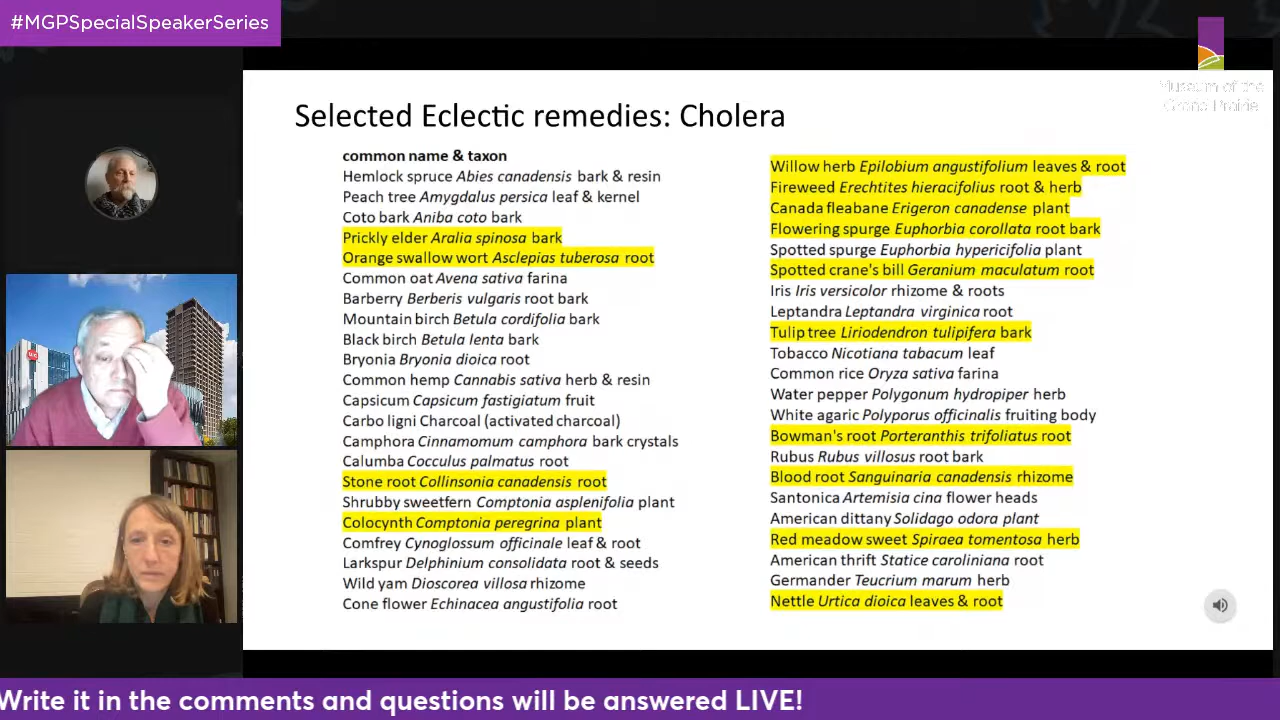 #MGPSpecialSpeakerSeries
Museum of the
Grand Prairie
Selected Eclectic remedies: Cholera
common name & taxon
Hemlock spruce Abies canadensis bark & resin
Peach tree Amygdalus persica leaf & kernel
Coto bark Aniba coto bark
Prickly elder Aralia spinosa bark
Orange swallow wort Asclepias tuberosa root
Common oat Avena sativa farina
Barberry Berberis vulgaris root bark
Mountain birch Betula cordifolia bark
Black birch Betula lenta bark
Bryonia Bryonia dioica root
Common hemp Cannabis sativa herb & resin
Capsicum Capsicum fastigiatum fruit
Carbo ligni Charcoal (activated charcoal)
Camphora Cinnamomum camphora bark crystals
Calumba Cocculus palmatus root
Stone root Collinsonia canadensis root
Shrubby sweetfern Comptonia asplenifolia plant
Colocynth Comptonia peregrina plant
Comfrey Cynoglossum officinale leaf & root
Larkspur Delphinium consolidata root & seeds
Wild yam Dioscorea villosa rhizome
Cone flower Echinacea angustifolia root
Willow herb Epilobium angustifolium leaves & root
Fireweed Erechtites hieracifolius root & herb
Canada fleabane Erigeron canadense plant
Flowering spurge Euphorbia corollata root bark
Spotted spurge Euphorbia hypericifolia plant
Spotted crane's bill Geranium maculatum root
Iris Iris versicolor rhizome & roots
Leptandra Leptandra virginica root
Tulip tree Liriodendron tulipifera bark
Tobacco Nicotiana tabacum leaf
Common rice Oryza sativa farina
Water pepper Polygonum hydropiper herb
White agaric Polyporus officinalis fruiting body
Bowman's root Porteranthis trifoliatus root
Rubus Rubus villosus root bark
Blood root Sanguinaria canadensis rhizome
Santonica Artemisia cina flower heads
American dittany Solidago odora plant
Red meadow sweet Spiraea tomentosa herb
American thrift Statice caroliniana root
Germander Teucrium marum herb
Nettle Urtica dioica leaves & root
Write it in the comments and questions will be answered LIVE!